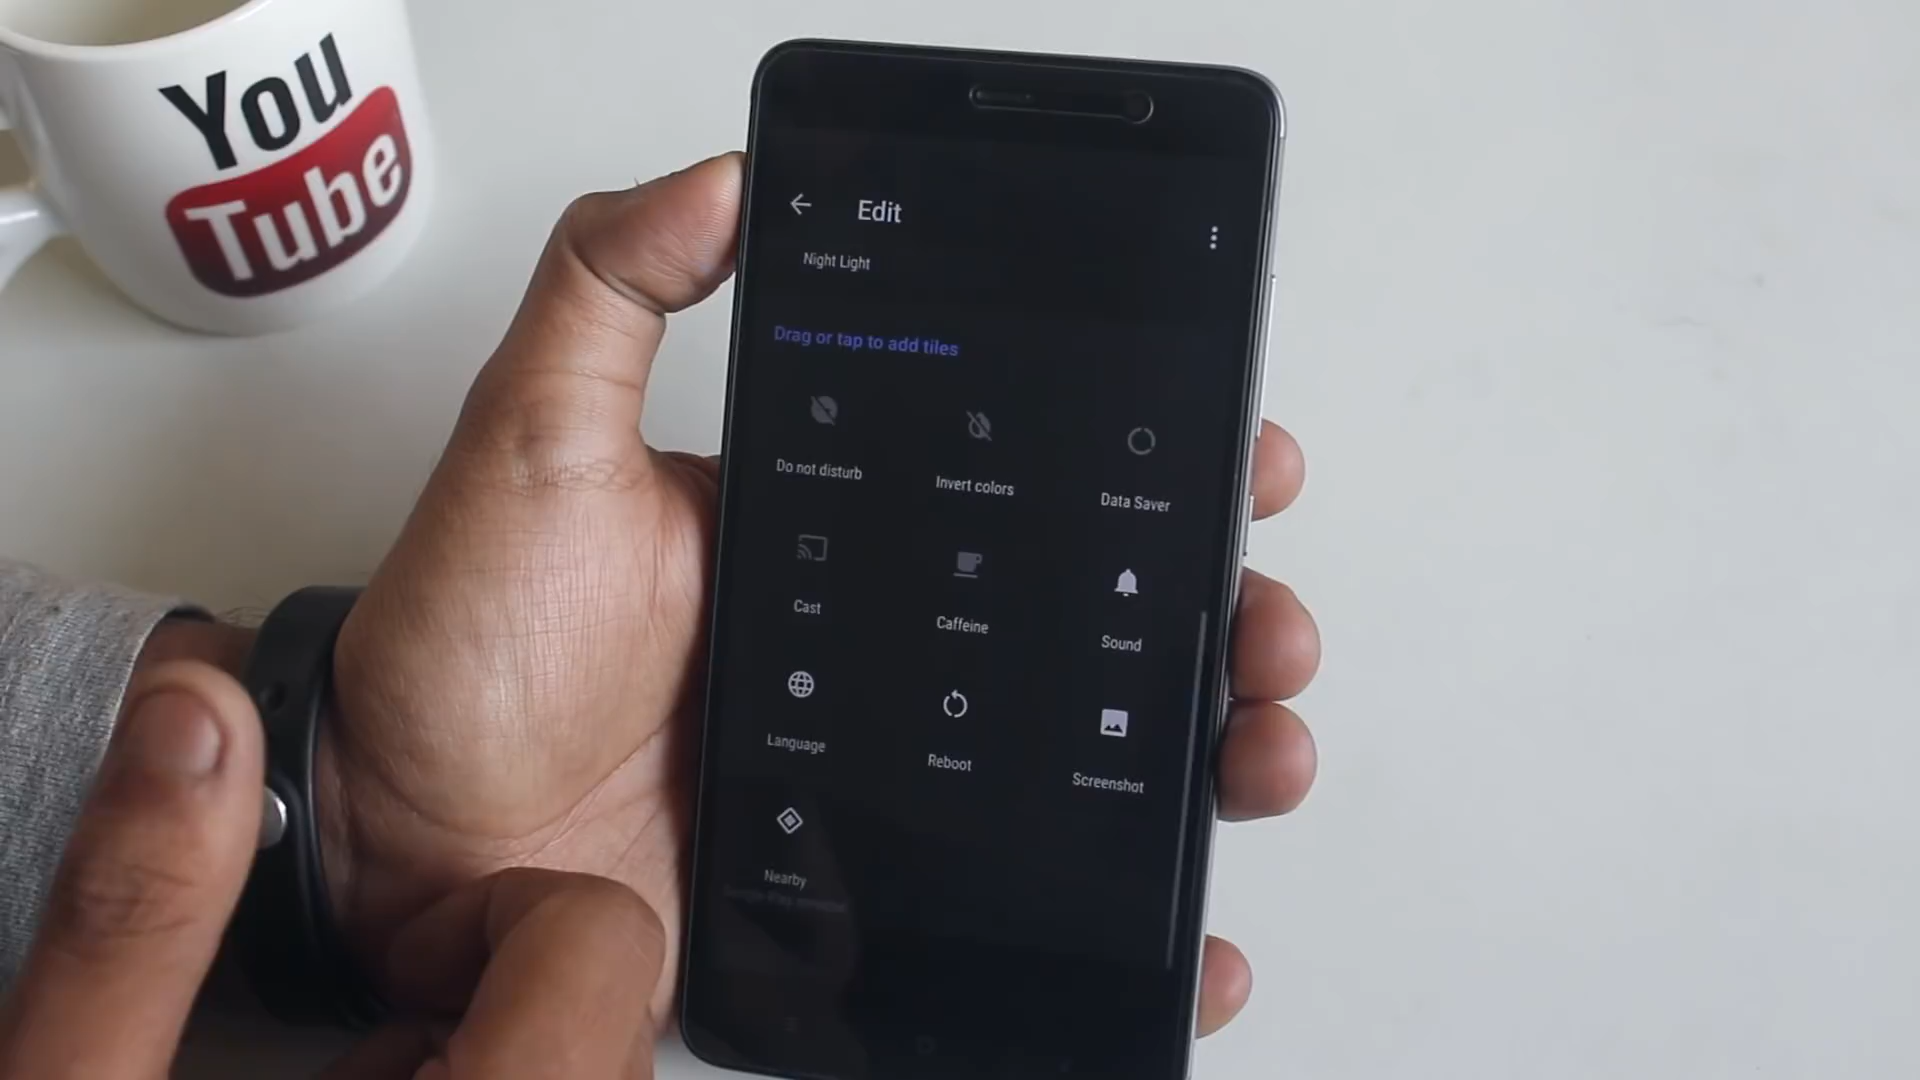 You
Tube
Edit
Night Light
Drag or tap to add tiles
Do not disturb
Invert colors
Data Saver
Cast
Caffeine
Sound
Language
Reboot
Screenshot
Nearby